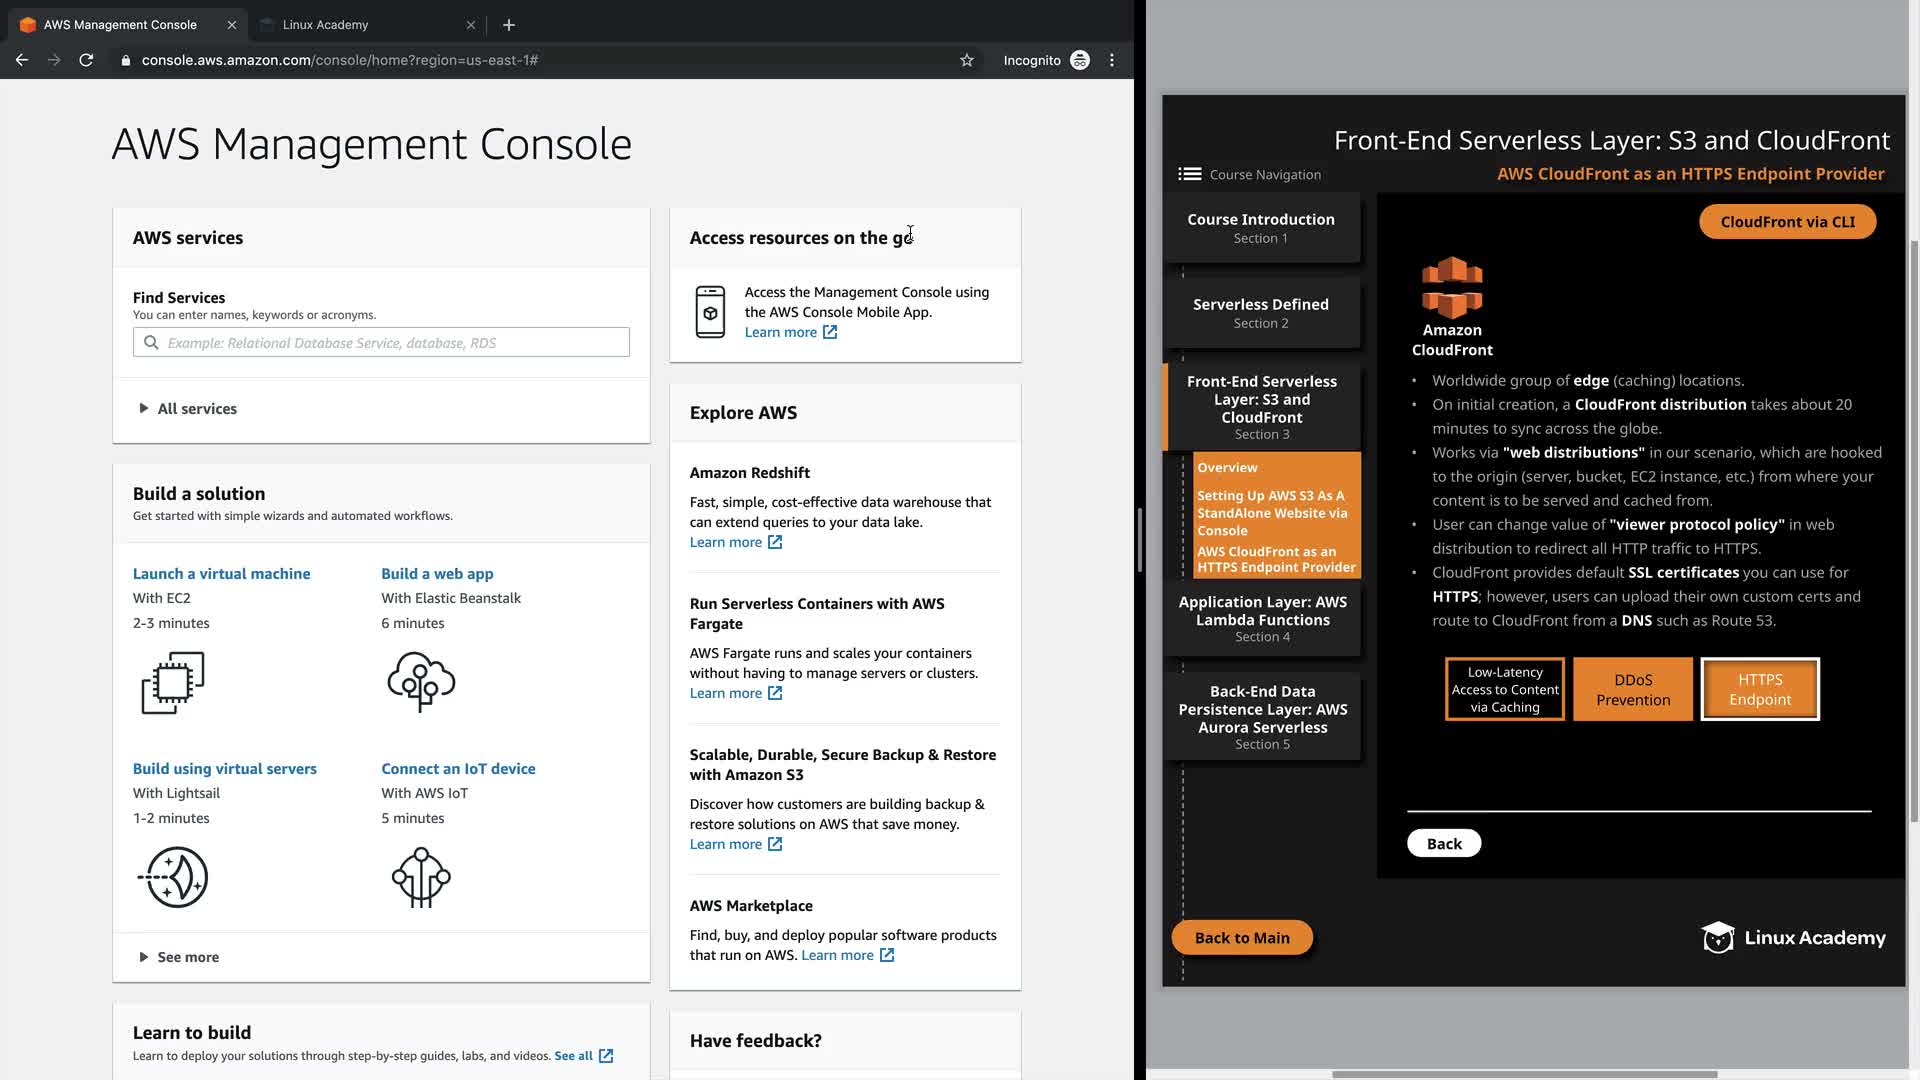 AWS Management Console
Linux Academy
console.aws.amazon.com/console/home?region=us-east-1#
Incognito
AWS Management Console
AWS services
Find Services
You can enter names, keywords or acronyms.
Example: Relational Database Service, database, RDS
All services
Build a solution
Get started with simple wizards and automated workflows.
Launch a virtual machine
With EC2
2-3 minutes
Build a web app
With Elastic Beanstalk
6 minutes
Build using virtual servers
With Lightsail
1-2 minutes
Connect an IoT device
With AWS IoT
5 minutes
See more
Learn to build
Learn to deploy your solutions through step-by-step guides, labs, and videos. See all
Access resources on the go
Access the Management Console using
the AWS Console Mobile App.
Learn more
Explore AWS
Amazon Redshift
Fast, simple, cost-effective data warehouse that
can extend queries to your data lake.
Learn more
Run Serverless Containers with AWS
Fargate
AWS Fargate runs and scales your containers
without having to manage servers or clusters.
Learn more
Scalable, Durable, Secure Backup & Restore
with Amazon S3
Discover how customers are building backup &
restore solutions on AWS that save money.
Learn more
AWS Marketplace
Find, buy, and deploy popular software products
that run on AWS. Learn more
Have feedback?
Front-End Serverless Layer: S3 and CloudFront
Course Navigation
AWS CloudFront as an HTTPS Endpoint Provider
Course Introduction
Section 1
Serverless Defined
Section 2
Front-End Serverless
Layer: S3 and
CloudFront
Section 3
Overview
Setting Up AWS S3 As A
StandAlone Website via
Console
AWS CloudFront as an
HTTPS Endpoint Provider
Application Layer: AWS
Lambda Functions
Section 4
Back-End Data
Persistence Layer: AWS
Aurora Serverless
Section 5
Back to Main
CloudFront via CLI
Amazon
CloudFront
• Worldwide group of edge (caching) locations.
• On initial creation, a CloudFront distribution takes about 20
minutes to sync across the globe.
• Works via "web distributions" in our scenario, which are hooked
to the origin (server, bucket, EC2 instance, etc.) from where your
content is to be served and cached from.
• User can change value of "viewer protocol policy" in web
distribution to redirect all HTTP traffic to HTTPS.
• CloudFront provides default SSL certificates you can use for
HTTPS; however, users can upload their own custom certs and
route to CloudFront from a DNS such as Route 53.
Low-Latency
Access to Content
via Caching
DDoS
Prevention
HTTPS
Endpoint
Back
Linux Academy